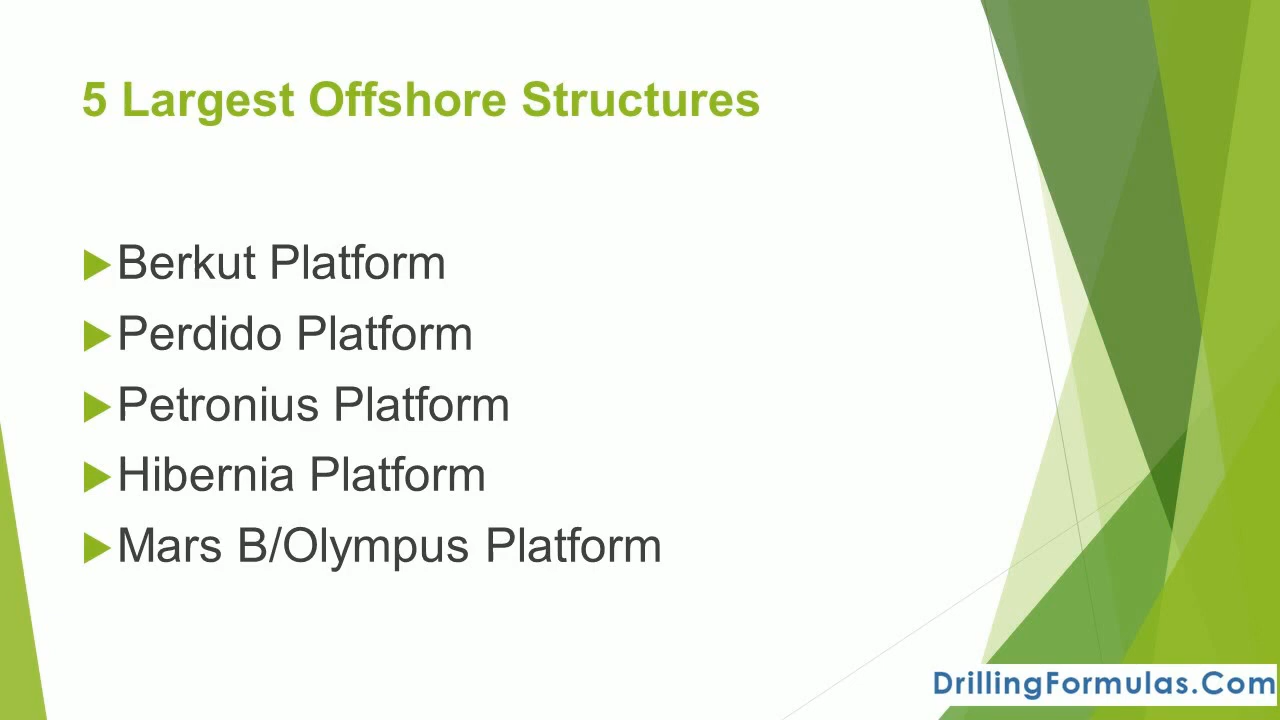 5 Largest Offshore Structures
Berkut Platform
Perdido Platform
Petronius Platform
Hibernia Platform
Mars B/Olympus Platform
DrillingFormulas.Com